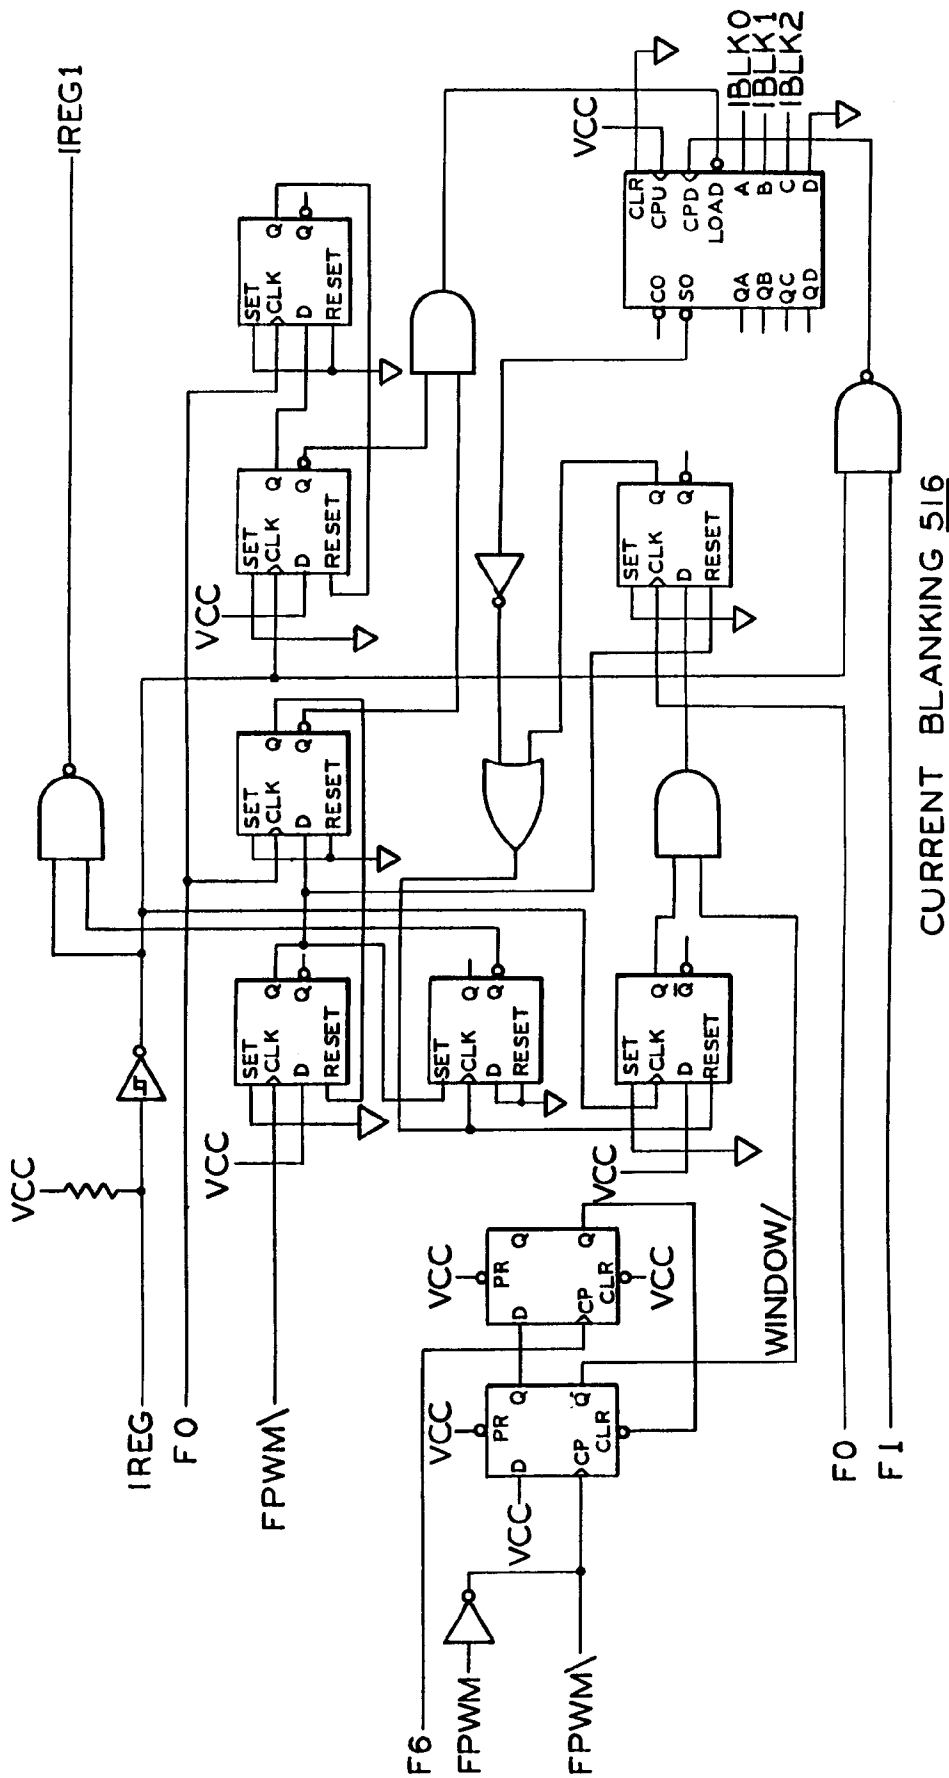 IREG
VCC
IREG1
F0
FPWM\
VCC
SET
CLK
D
RESET
Q
Q
SET
CLK
D
RESET
Q
Q
VCC
SET
CLK
D
RESET
Q
Q
SET
CLK
D
RESET
Q
Q
SET
CLK
D
RESET
Q
Q
F6
FPWM
FPWM\
VCC
VCC
PR
D
CP
CLR
Q
Q
VCC
PR
D
CP
CLR
Q
Q
VCC
WINDOW/
VCC
SET
CLK
D
RESET
Q
Q
SET
CLK
D
RESET
Q
Q
VCC
CO
SO
QA
QB
QC
QD
CLR
CPU
CPD
LOAD
A
B
C
D
IBLK0
IBLK1
IBLK2
F0
F1
CURRENT BLANKING 516